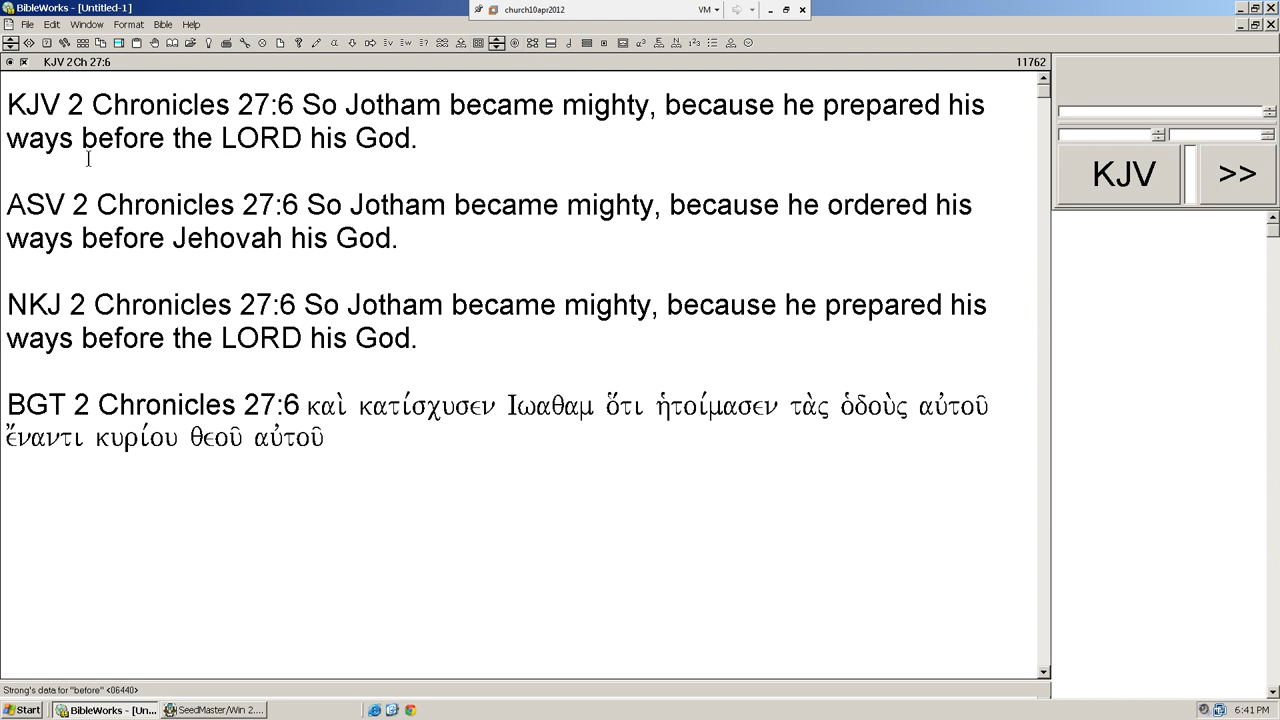 BibleWorks - [Untitled-1]
church10apr2012
VM
File Edit Window Format Bible Help
KJV 2Ch 27:6
11762
KJV 2 Chronicles 27:6 So Jotham became mighty, because he prepared his
ways before the LORD his God.
ASV 2 Chronicles 27:6 So Jotham became mighty, because he ordered his
ways before Jehovah his God.
NKJ 2 Chronicles 27:6 So Jotham became mighty, because he prepared his
ways before the LORD his God.
BGT 2 Chronicles 27:6 καὶ κατίσχυσεν Ιωαθαμ ὅτι ἡτοίμασεν τὰς ὁδοὺς αὐτοῦ
ἔναντι κυρίου θεοῦ αὐτοῦ
KJV
>>
Strong's data for "before" <06440>
Start
BibleWorks - [Un...
SeedMaster/Win 2....
6:41 PM